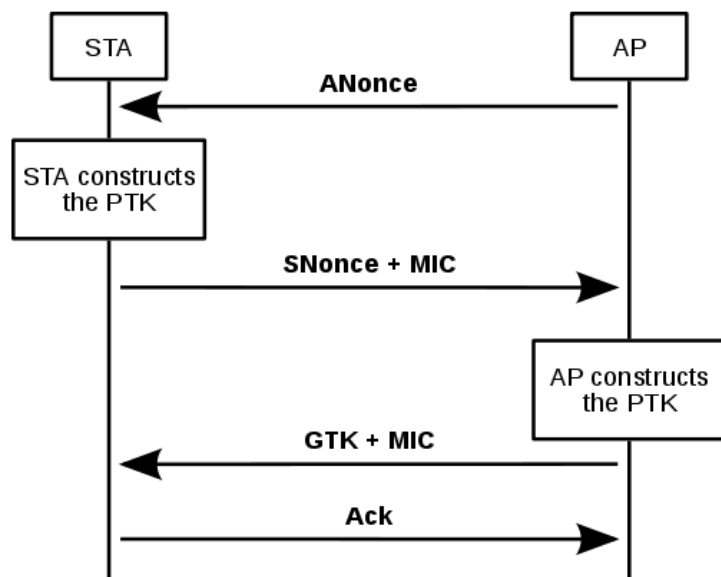 STA
AP
ANonce
STA constructs
the PTK
SNonce + MIC
AP constructs
the PTK
GTK + MIC
Ack